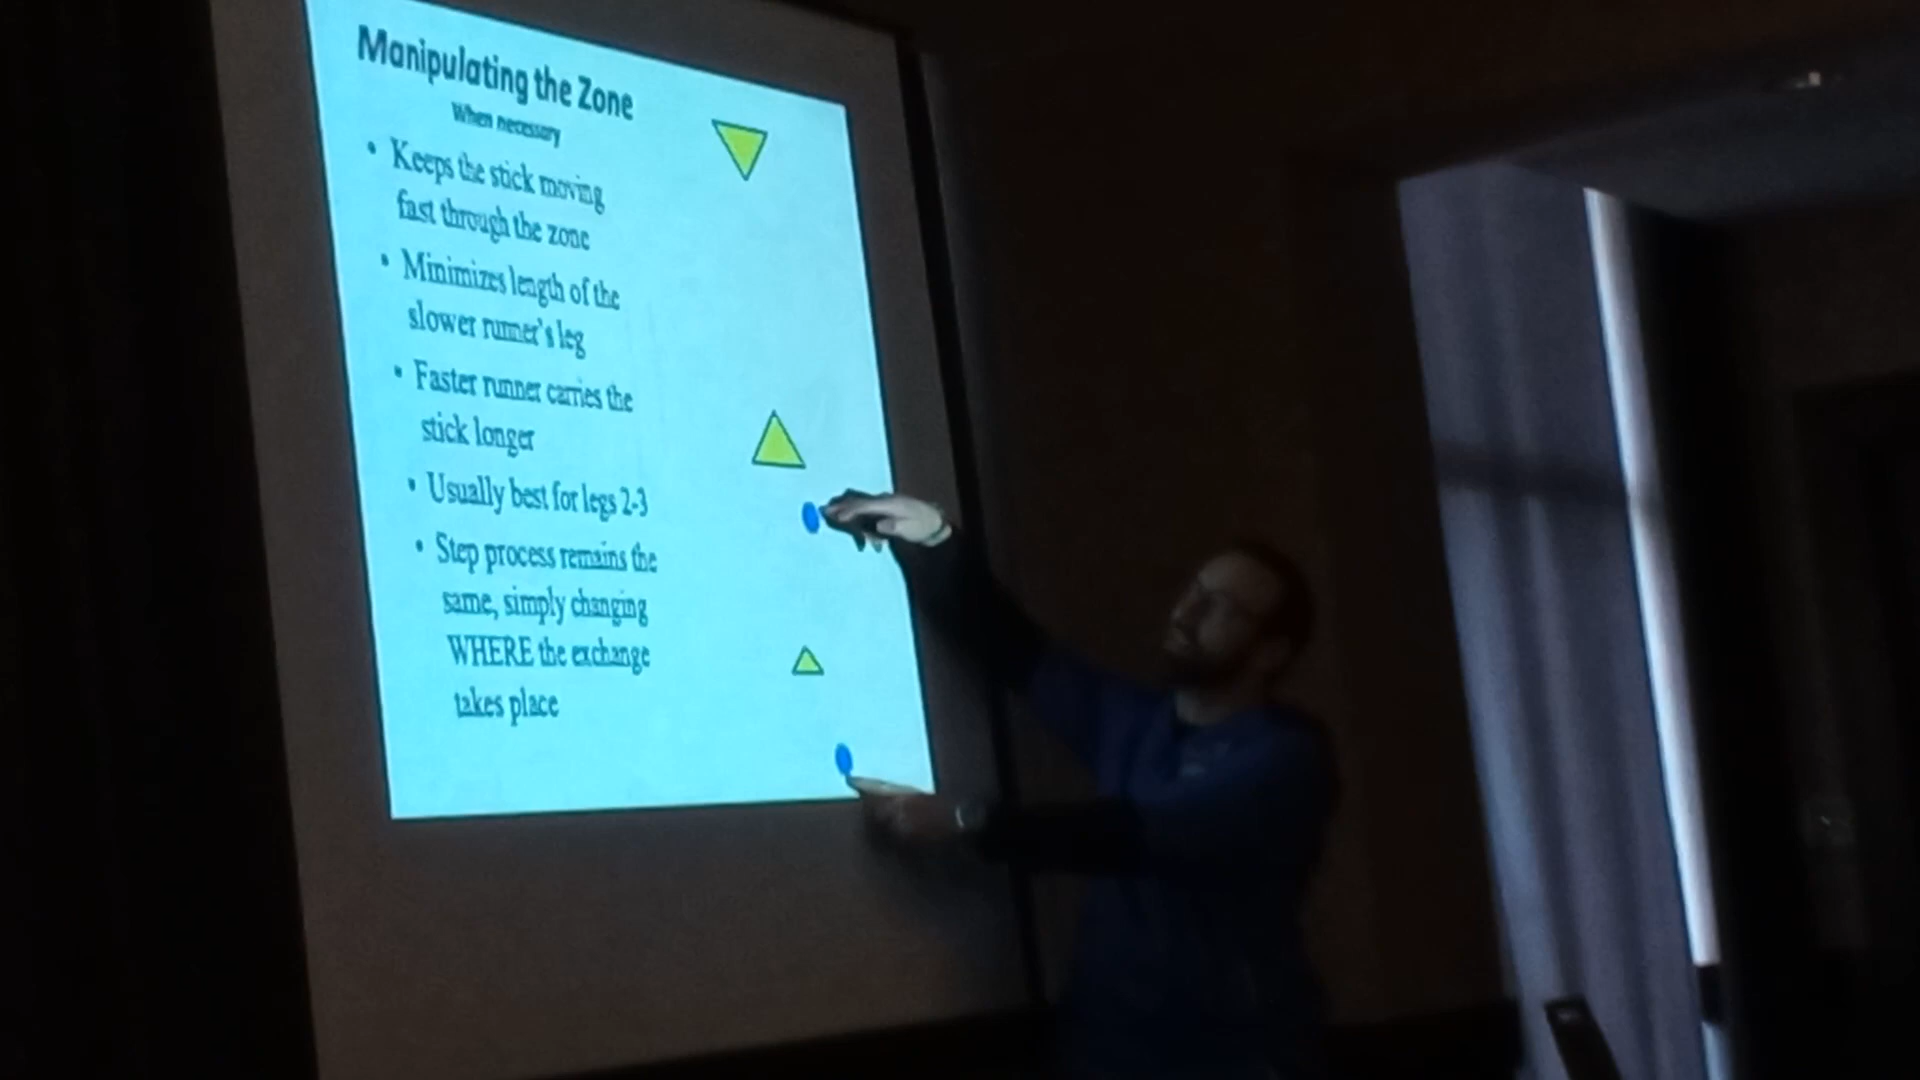 Manipulating the Zone
When necessary
• Keeps the stick moving
fast through the zone
• Minimizes length of the
slower runner's leg
• Faster runner carries the
stick longer
• Usually best for legs 2-3
• Step process remains the
same, simply changing
WHERE the exchange
takes place